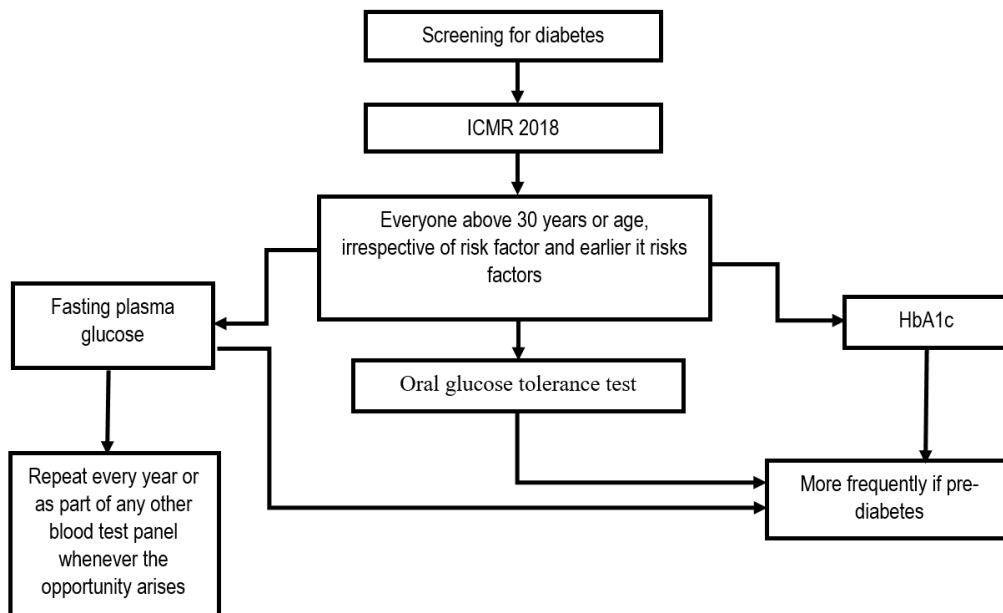 Screening for diabetes
ICMR 2018
Everyone above 30 years or age,
irrespective of risk factor and earlier it risks
factors
Fasting plasma
glucose
HbA1c
Oral glucose tolerance test
Repeat every year or
as part of any other
blood test panel
whenever the
opportunity arises
More frequently if pre-
diabetes